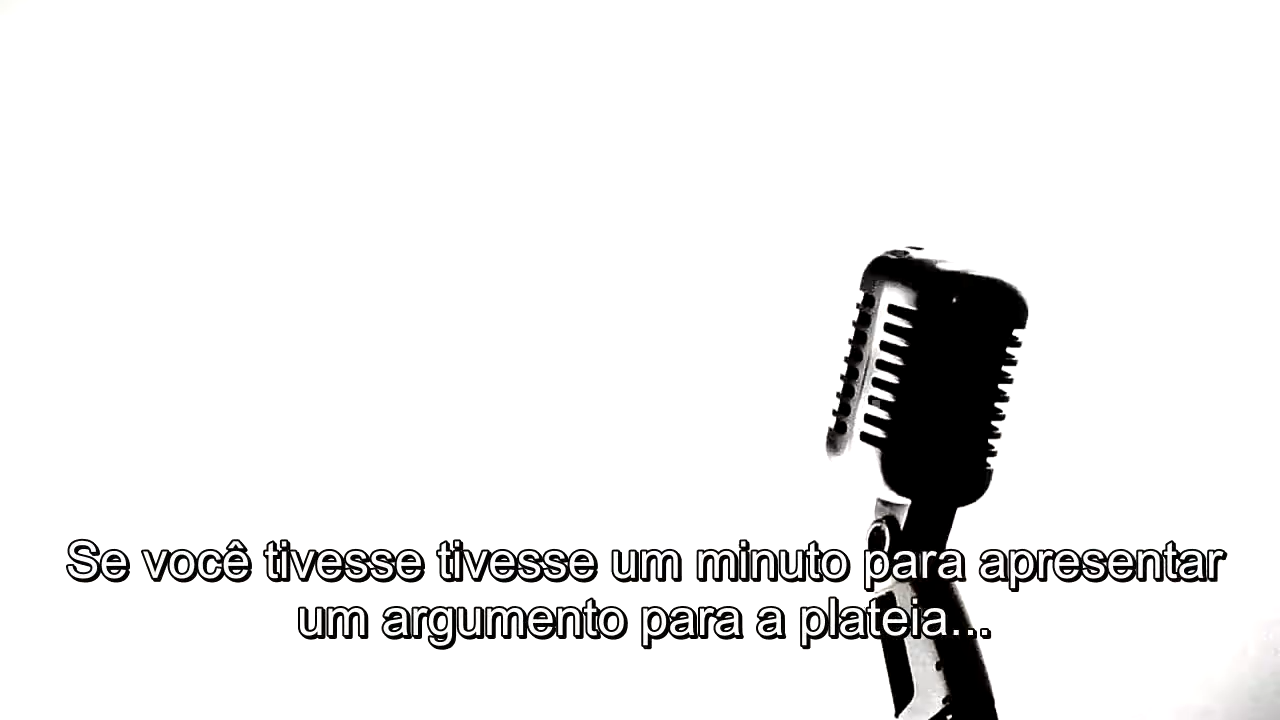 Se você tivesse tivesse um minuto para apresentar
um argumento para a plateia...